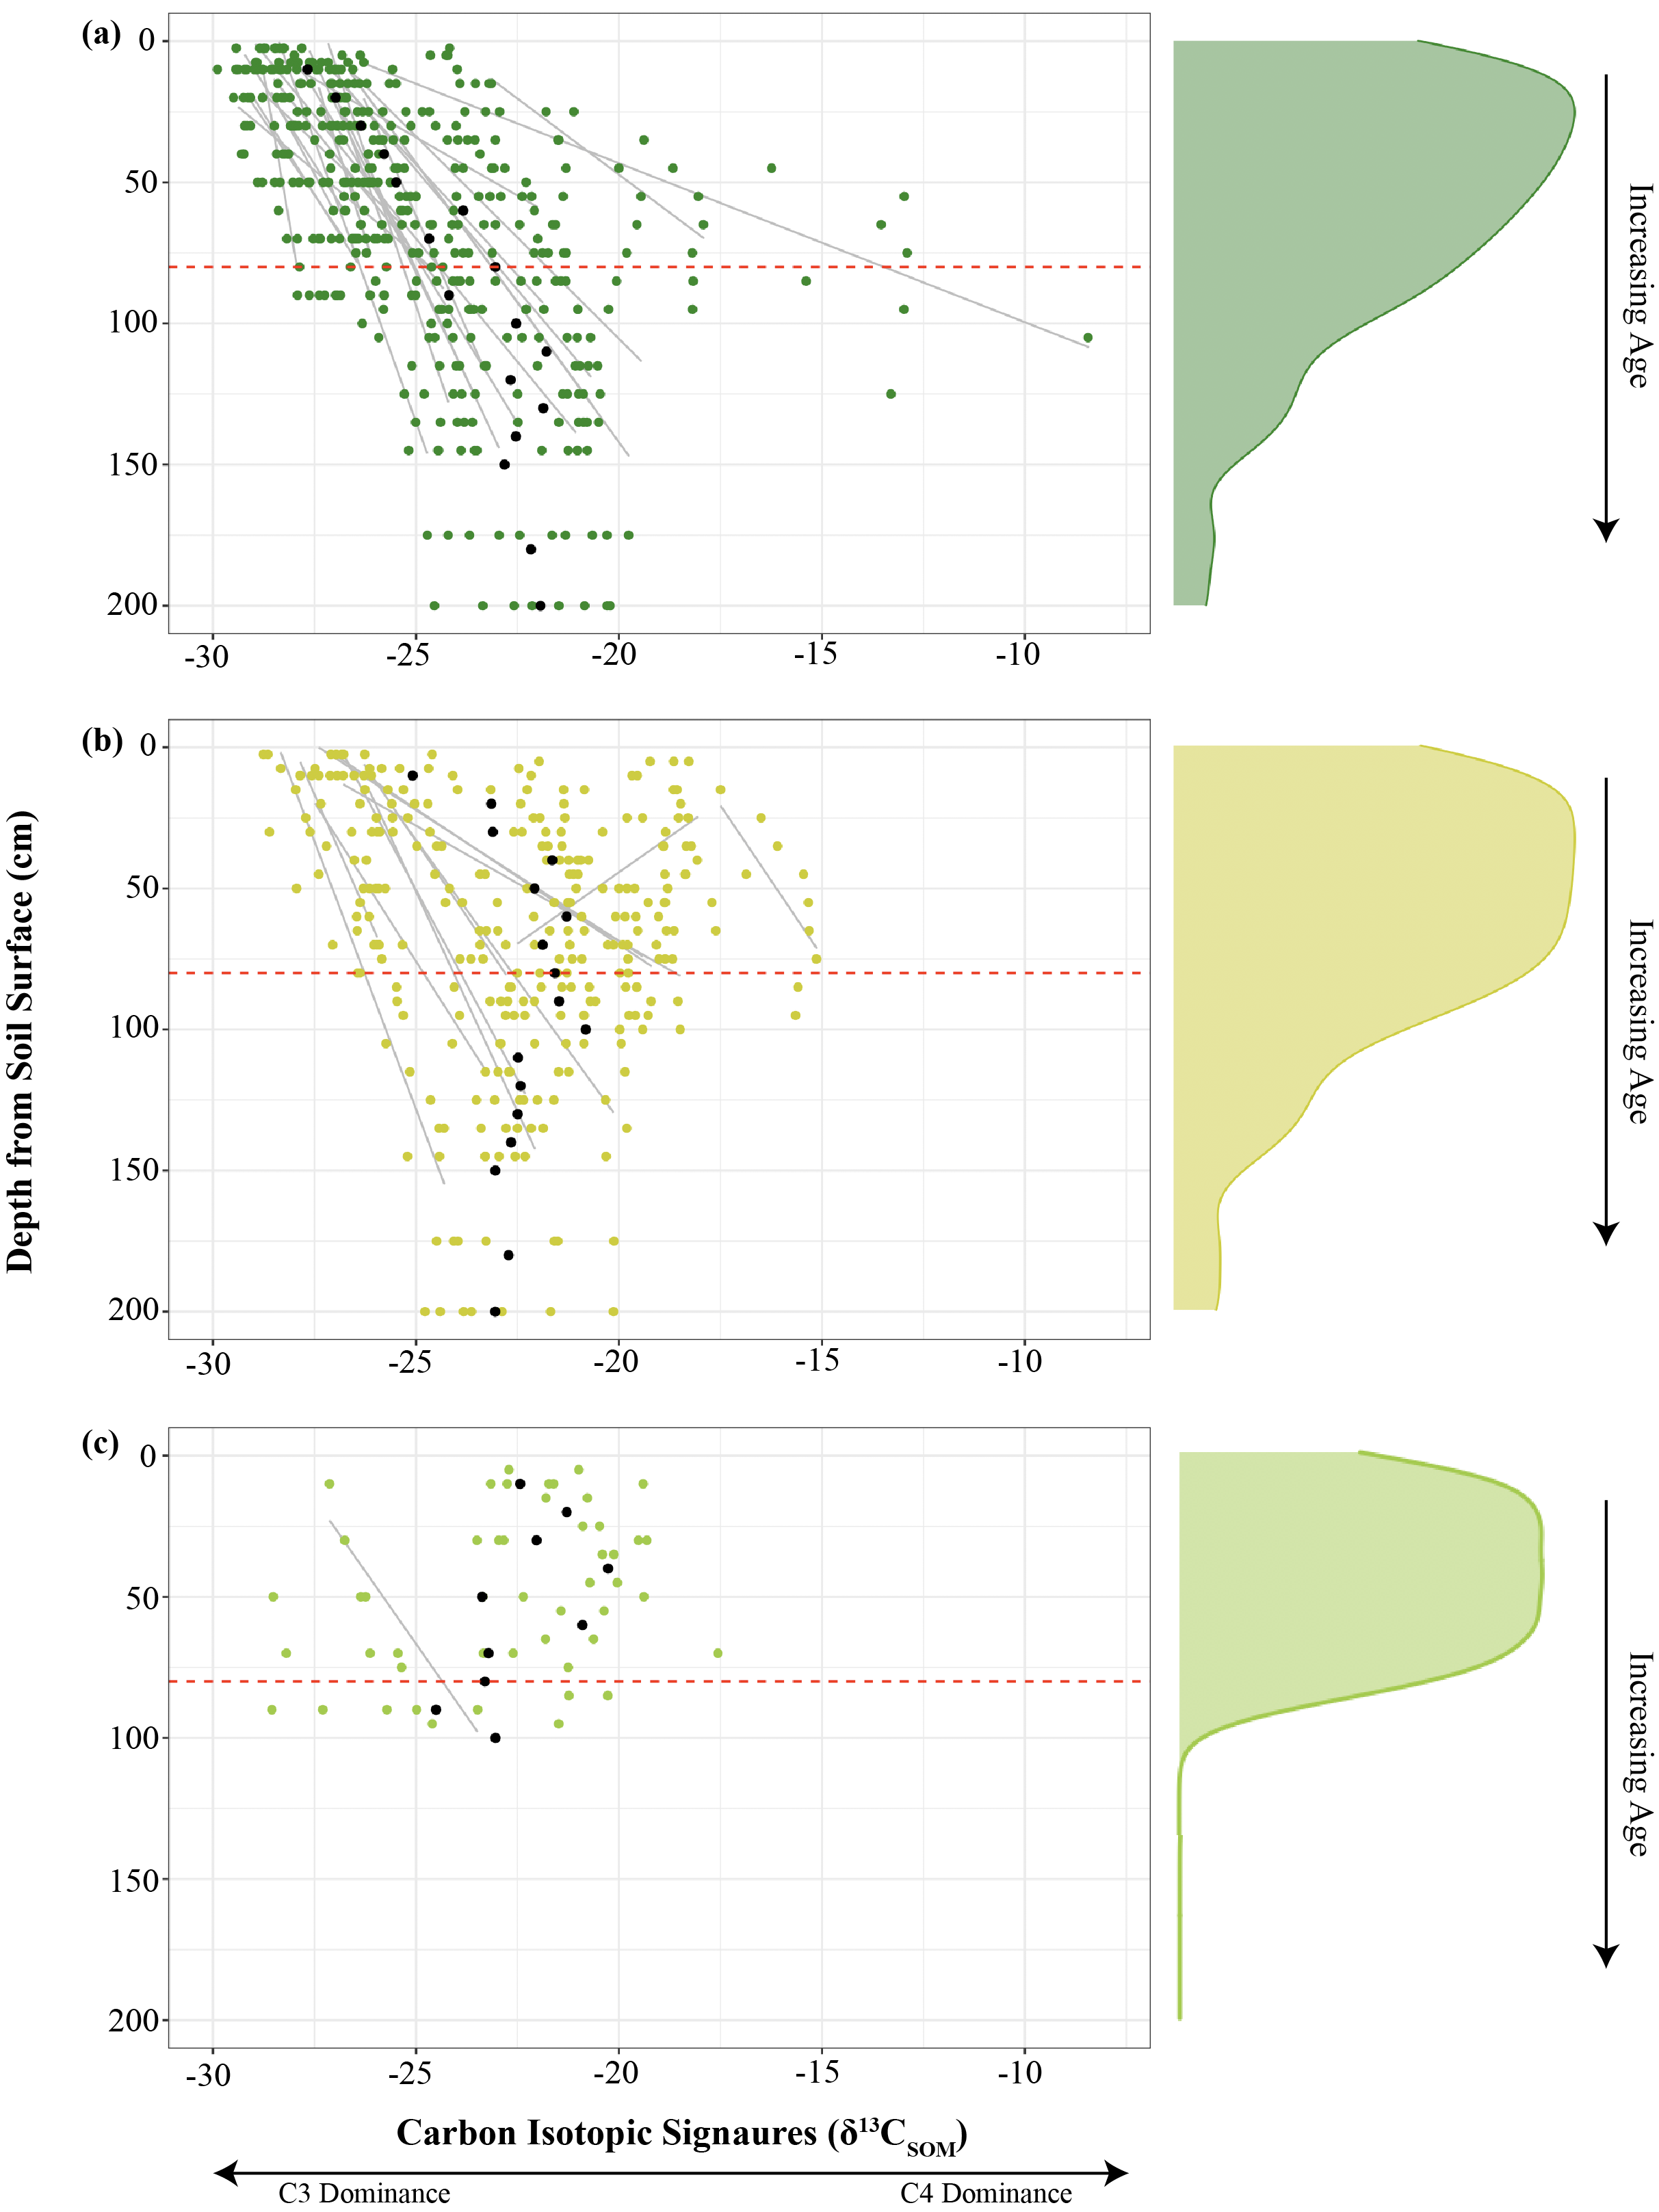 (a)
0
50
100
150
200
-30 -25 -20 -15 -10
Increasing Age
(b)
0
50
100
150
200
-30 -25 -20 -15 -10
Increasing Age
Depth from Soil Surface (cm)
(c)
0
50
100
150
200
-30 -25 -20 -15 -10
Increasing Age
Carbon Isotopic Signaures (δ¹³C_SOM)
C3 Dominance C4 Dominance